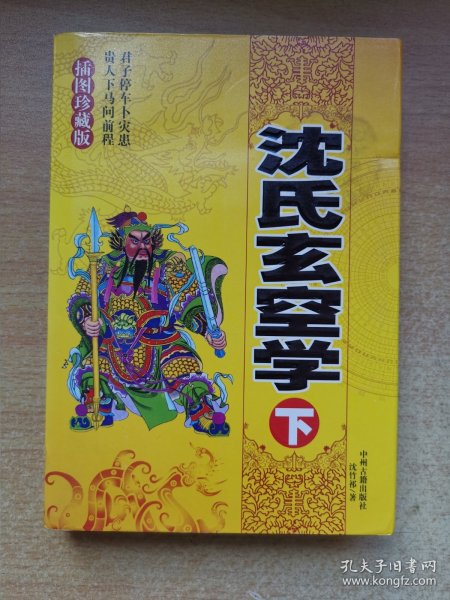 插图珍藏版
君子停车卜灾患
贵人下马问前程
沈氏玄空学
下
中州古籍出版社
沈竹礽/著
孔夫子旧书网
www.kongfz.com